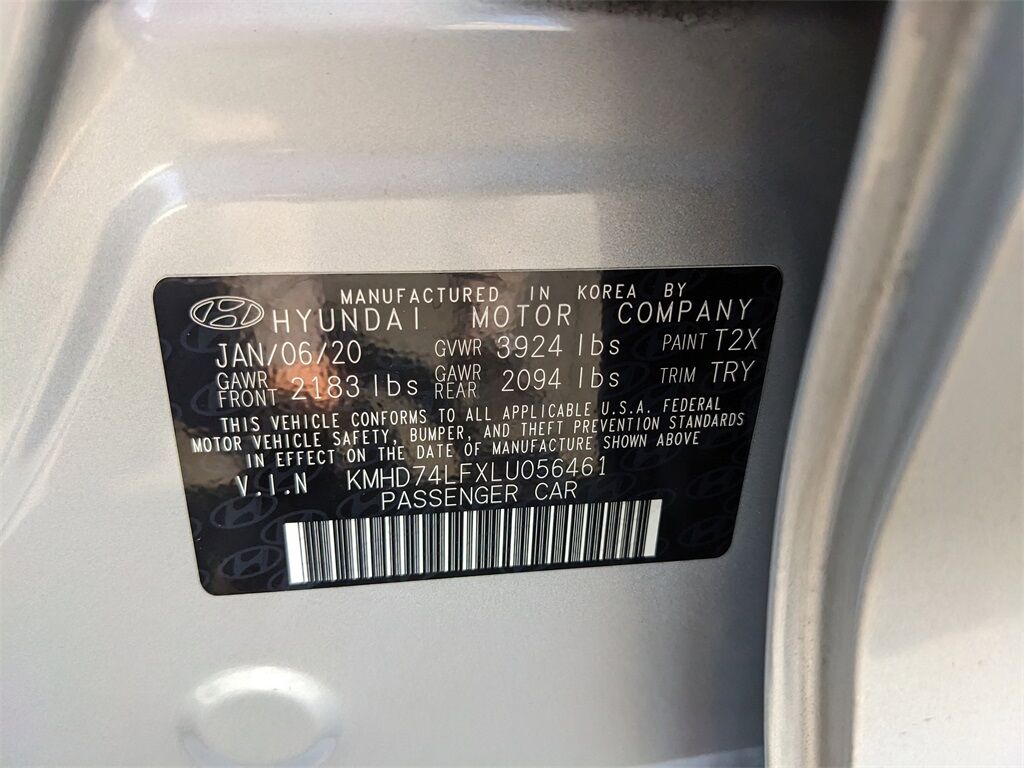 MANUFACTURED IN KOREA BY
HYUNDAI MOTOR COMPANY
JAN/06/20 GVWR 3924 lbs PAINT T2X
GAWR FRONT 2183 lbs GAWR REAR 2094 lbs TRIM TRY
THIS VEHICLE CONFORMS TO ALL APPLICABLE U.S.A. FEDERAL
MOTOR VEHICLE SAFETY, BUMPER, AND THEFT PREVENTION STANDARDS
IN EFFECT ON THE DATE OF MANUFACTURE SHOWN ABOVE
V.I.N KMHD74LFXLU056461
PASSENGER CAR